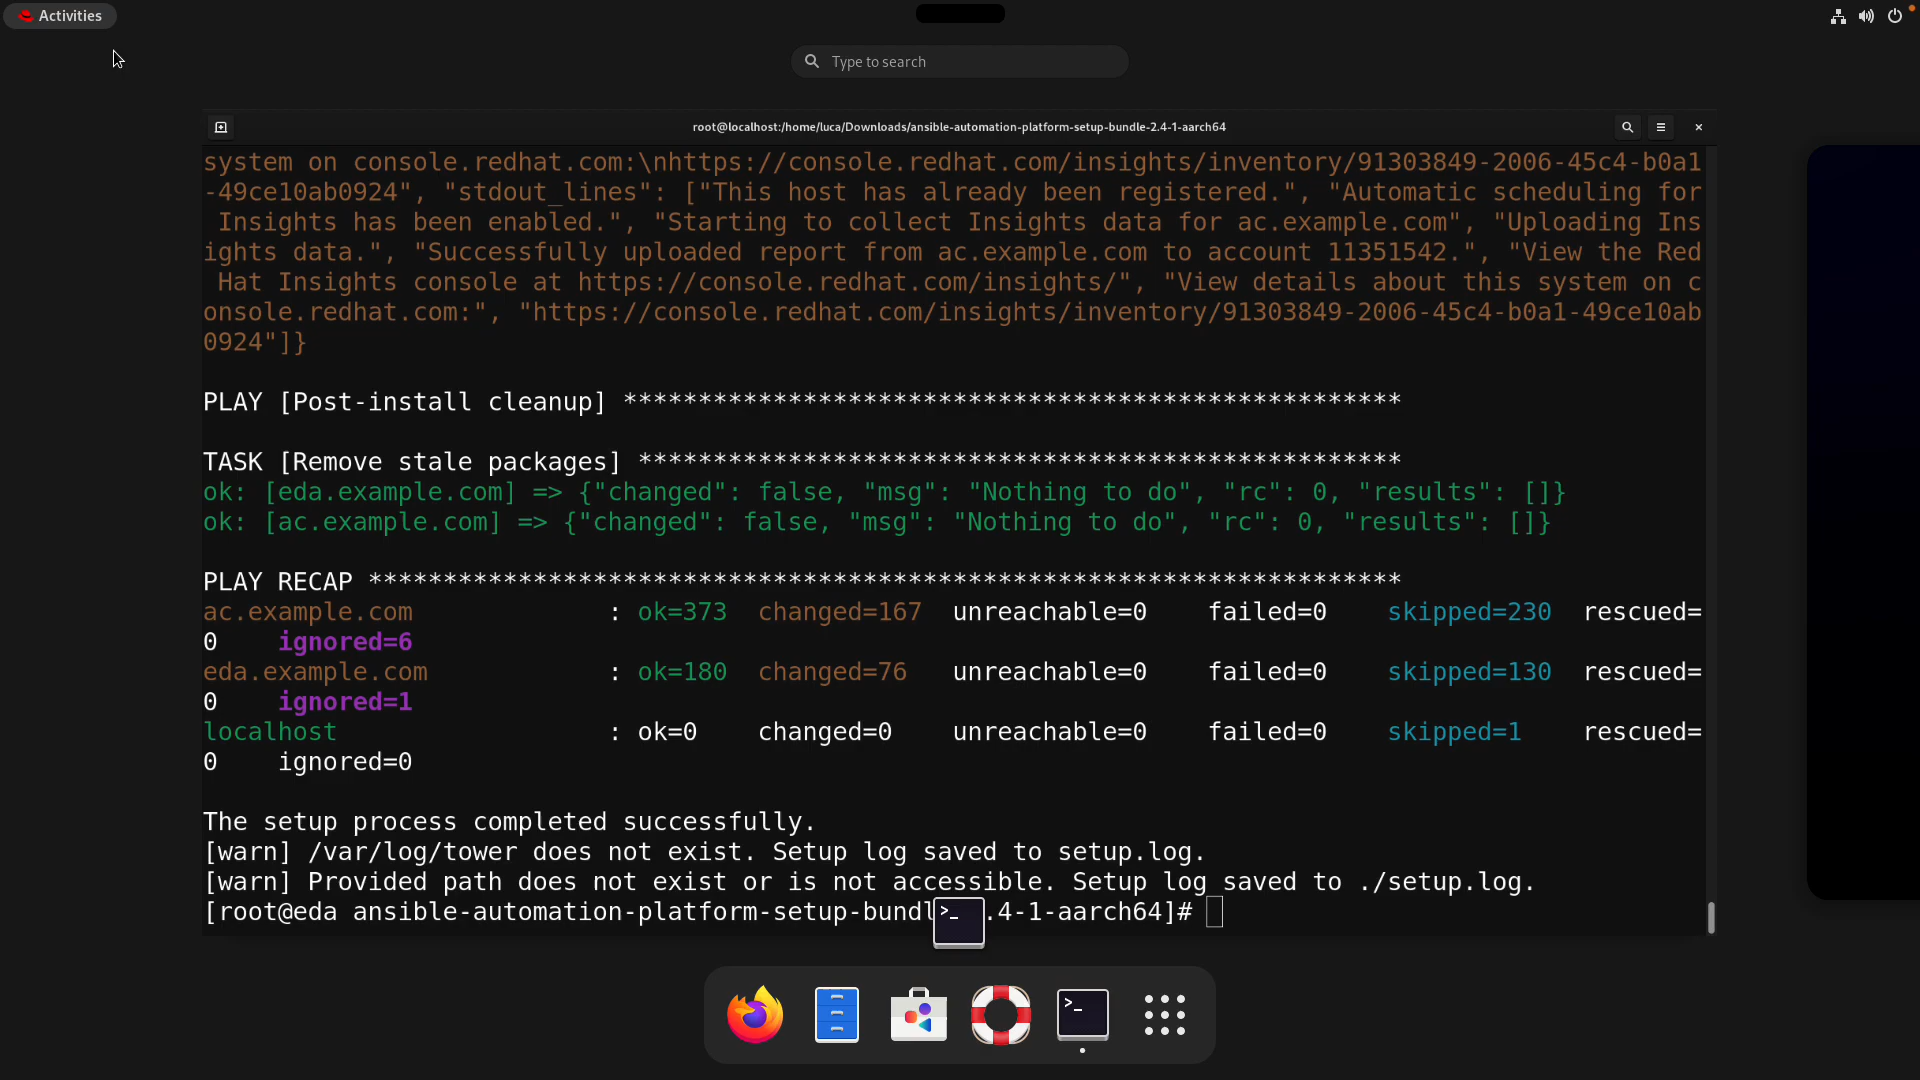 Activities
Type to search
root@localhost:/home/luca/Downloads/ansible-automation-platform-setup-bundle-2.4-1-aarch64
system on console.redhat.com:\nhttps://console.redhat.com/insights/inventory/91303849-2006-45c4-b0a1
-49ce10ab0924", "stdout_lines": ["This host has already been registered.", "Automatic scheduling for
 Insights has been enabled.", "Starting to collect Insights data for ac.example.com", "Uploading Ins
ights data.", "Successfully uploaded report from ac.example.com to account 11351542.", "View the Red
 Hat Insights console at https://console.redhat.com/insights/", "View details about this system on c
onsole.redhat.com:", "https://console.redhat.com/insights/inventory/91303849-2006-45c4-b0a1-49ce10ab
0924"]}
PLAY [Post-install cleanup] ****************************************************
TASK [Remove stale packages] ***************************************************
ok: [eda.example.com] => {"changed": false, "msg": "Nothing to do", "rc": 0, "results": []}
ok: [ac.example.com] => {"changed": false, "msg": "Nothing to do", "rc": 0, "results": []}
PLAY RECAP *********************************************************************
ac.example.com             : ok=373  changed=167  unreachable=0    failed=0    skipped=230  rescued=
0    ignored=6
eda.example.com            : ok=180  changed=76   unreachable=0    failed=0    skipped=130  rescued=
0    ignored=1
localhost                  : ok=0    changed=0    unreachable=0    failed=0    skipped=1    rescued=
0    ignored=0
The setup process completed successfully.
[warn] /var/log/tower does not exist. Setup log saved to setup.log.
[warn] Provided path does not exist or is not accessible. Setup log saved to ./setup.log.
[root@eda ansible-automation-platform-setup-bundl .4-1-aarch64]#